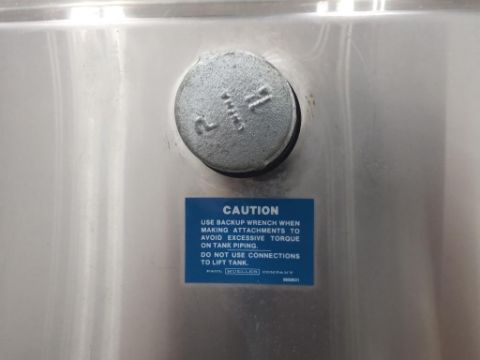 2
CAUTION
USE BACKUP WRENCH WHEN
MAKING ATTACHMENTS TO
AVOID EXCESSIVE TORQUE
ON TANK PIPING.
DO NOT USE CONNECTIONS
TO LIFT TANK.
PAUL MUELLER COMPANY